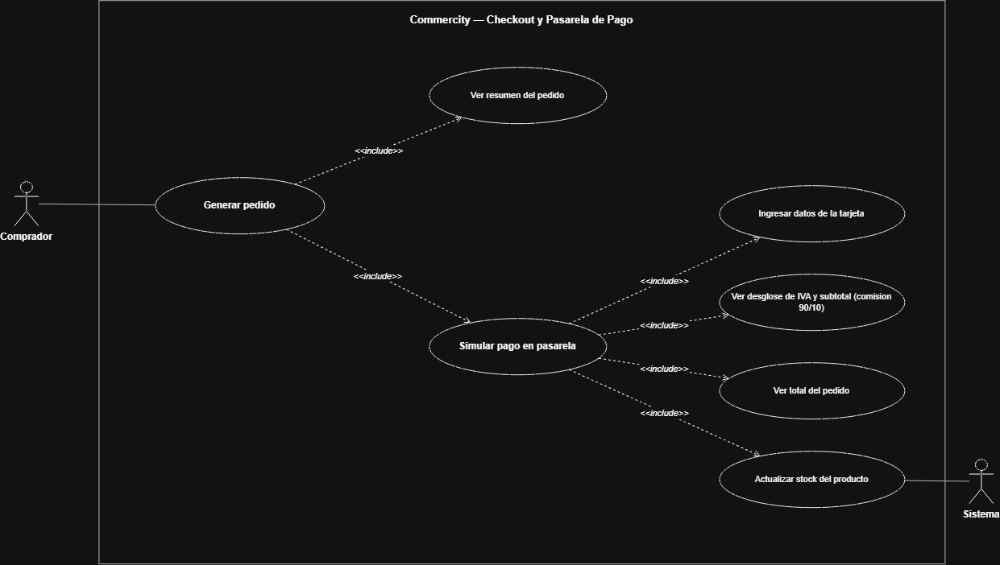 Commercity — Checkout y Pasarela de Pago
Ver resumen del pedido
<<include>>
Comprador
Generar pedido
<<include>>
Ingresar datos de la tarjeta
<<include>>
Ver desglose de IVA y subtotal (comision
90/10)
<<include>>
Simular pago en pasarela
<<include>>
Ver total del pedido
<<include>>
Actualizar stock del producto
Sistema